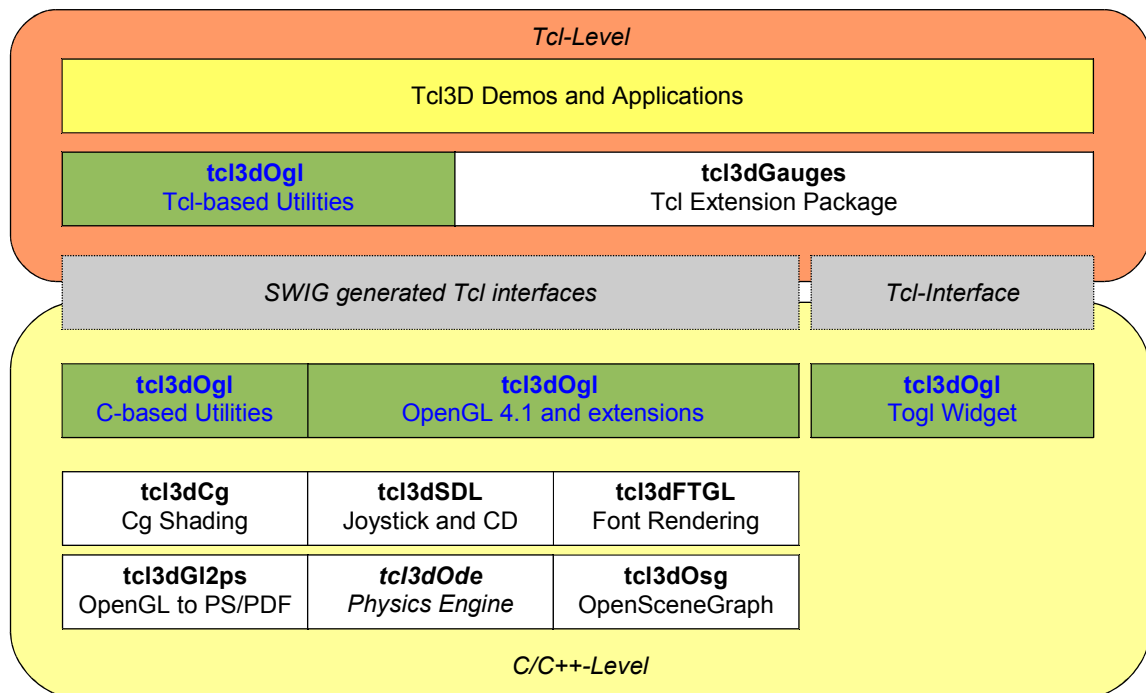 Tcl-Level
Tcl3D Demos and Applications
tcl3dOgl
Tcl-based Utilities
tcl3dGauges
Tcl Extension Package
SWIG generated Tcl interfaces
Tcl-Interface
tcl3dOgl
C-based Utilities
tcl3dOgl
OpenGL 4.1 and extensions
tcl3dOgl
Togl Widget
tcl3dCg
Cg Shading
tcl3dSDL
Joystick and CD
tcl3dFTGL
Font Rendering
tcl3dGl2ps
OpenGL to PS/PDF
tcl3dOde
Physics Engine
tcl3dOsg
OpenSceneGraph
C/C++-Level